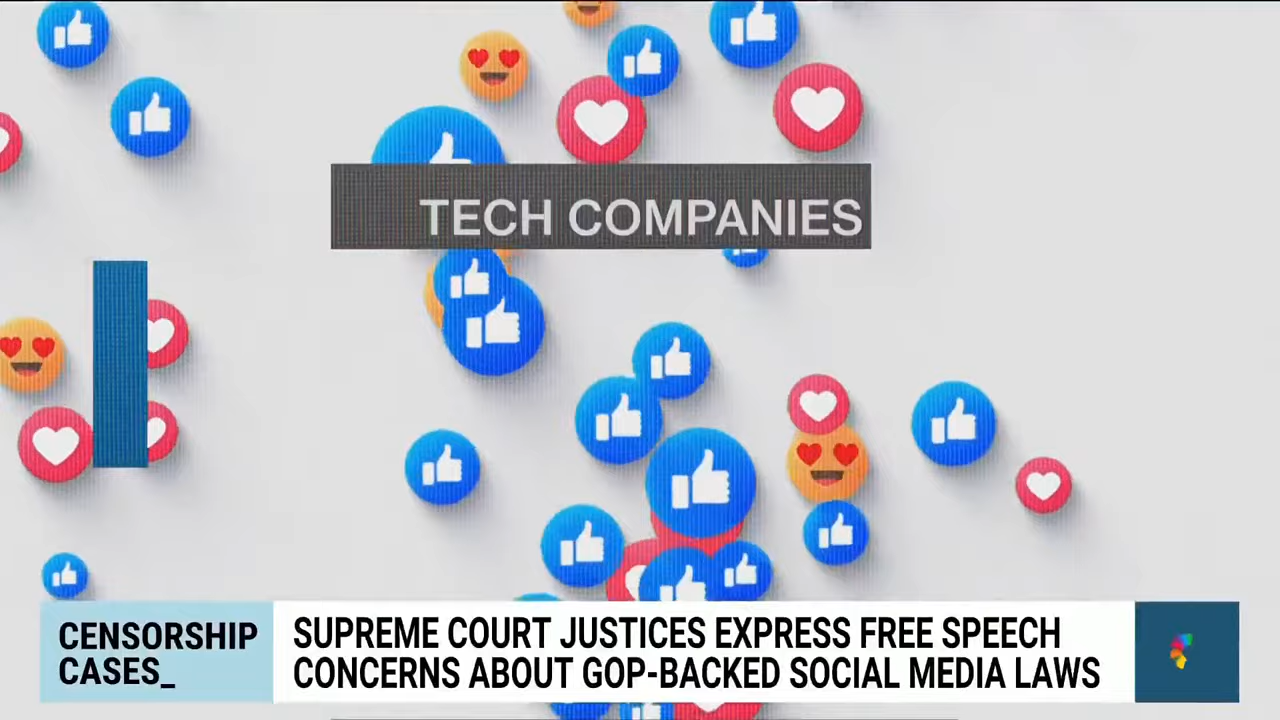 TECH COMPANIES
CENSORSHIP
CASES_
SUPREME COURT JUSTICES EXPRESS FREE SPEECH
CONCERNS ABOUT GOP-BACKED SOCIAL MEDIA LAWS